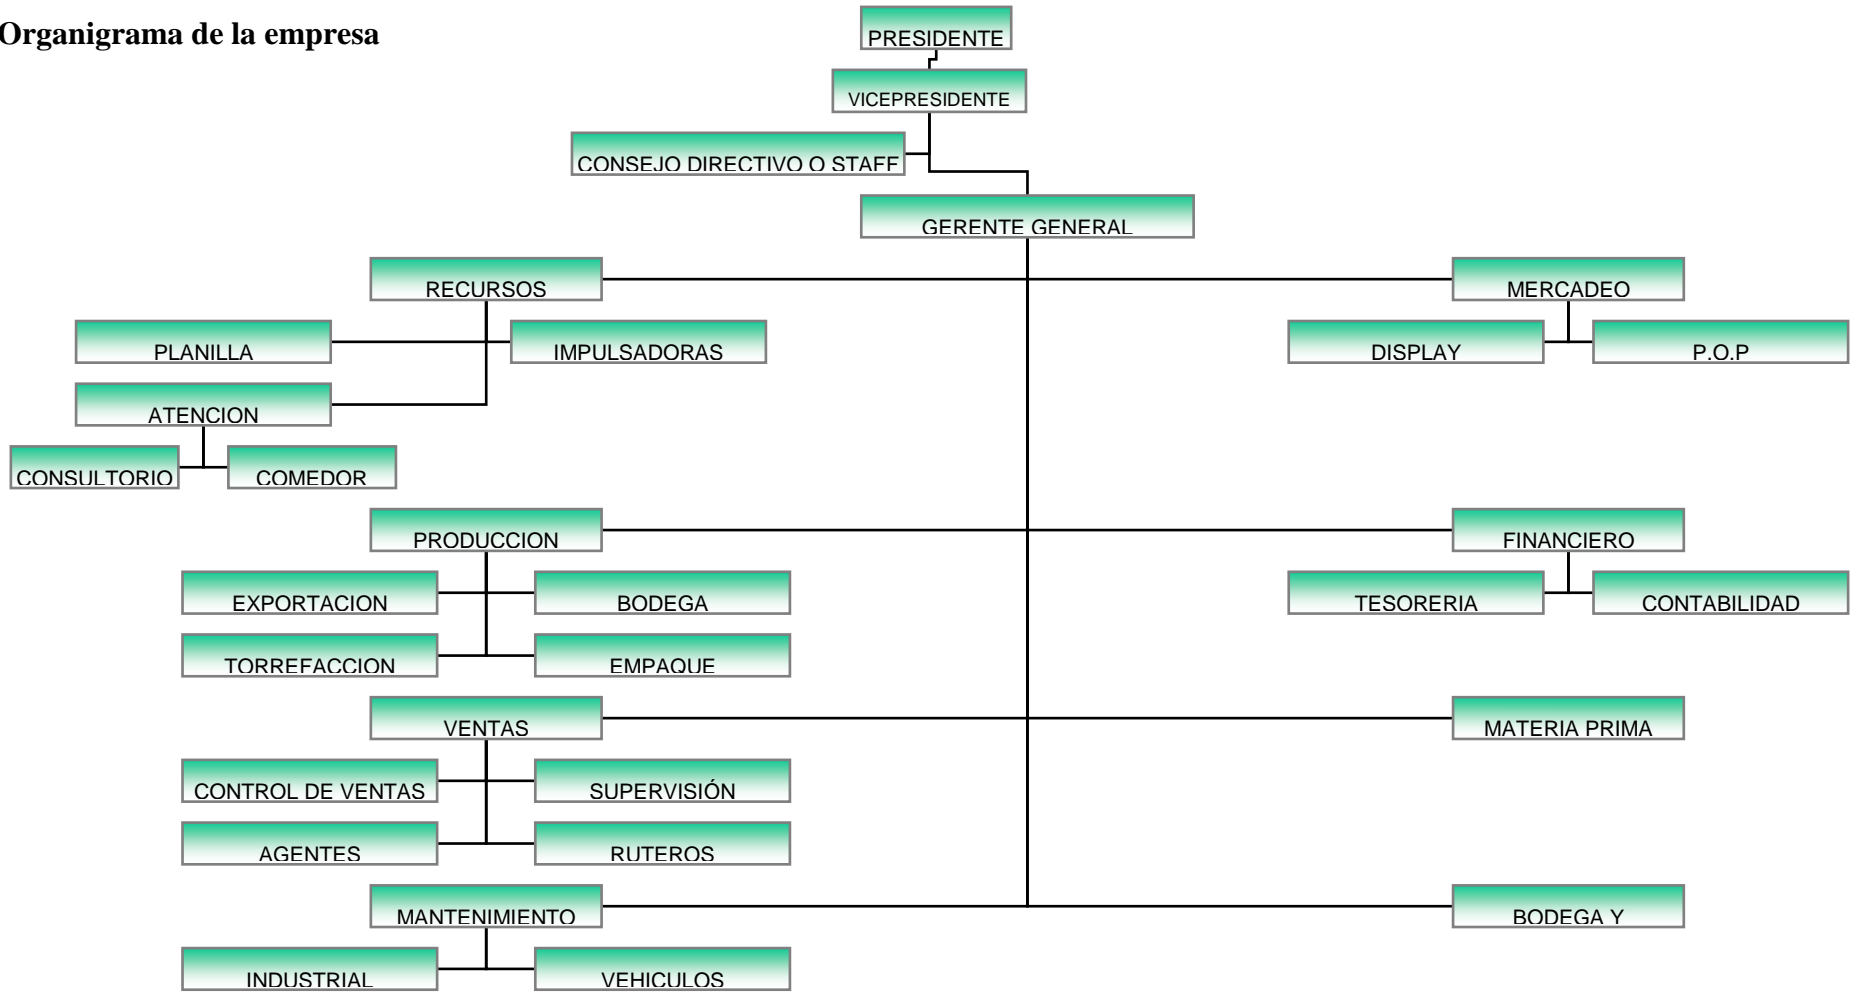 Organigrama de la empresa
PRESIDENTE
VICEPRESIDENTE
CONSEJO DIRECTIVO O STAFF
GERENTE GENERAL
RECURSOS
MERCADEO
PLANILLA
IMPULSADORAS
DISPLAY
P.O.P
ATENCION
CONSULTORIO
COMEDOR
PRODUCCION
FINANCIERO
EXPORTACION
BODEGA
TESORERIA
CONTABILIDAD
TORREFACCION
EMPAQUE
VENTAS
MATERIA PRIMA
CONTROL DE VENTAS
SUPERVISIÓN
AGENTES
RUTEROS
MANTENIMIENTO
BODEGA Y
INDUSTRIAL
VEHICULOS